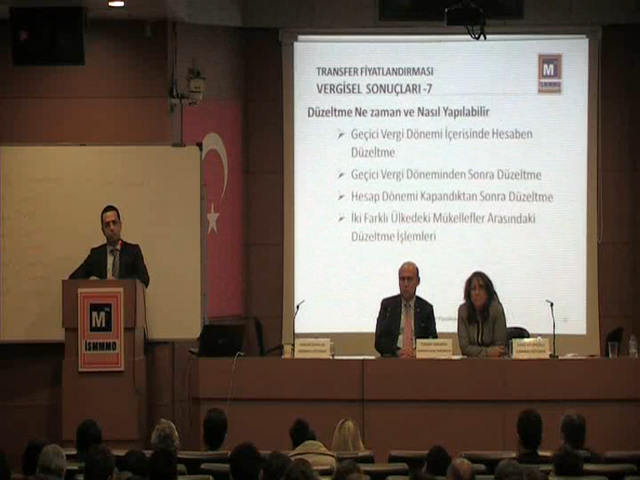 TRANSFER FİYATLANDIRMASI
VERGİSEL SONUÇLARI -7
Düzeltme Ne zaman ve Nasıl Yapılabilir
➢ Geçici Vergi Dönemi İçerisinde Hesaben
Düzeltme
➢ Geçici Vergi Döneminden Sonra Düzeltme
➢ Hesap Dönemi Kapandıktan Sonra Düzeltme
➢ İki Farklı Ülkedeki Mükellefler Arasındaki
Düzeltme İşlemleri
M
İSMMMO